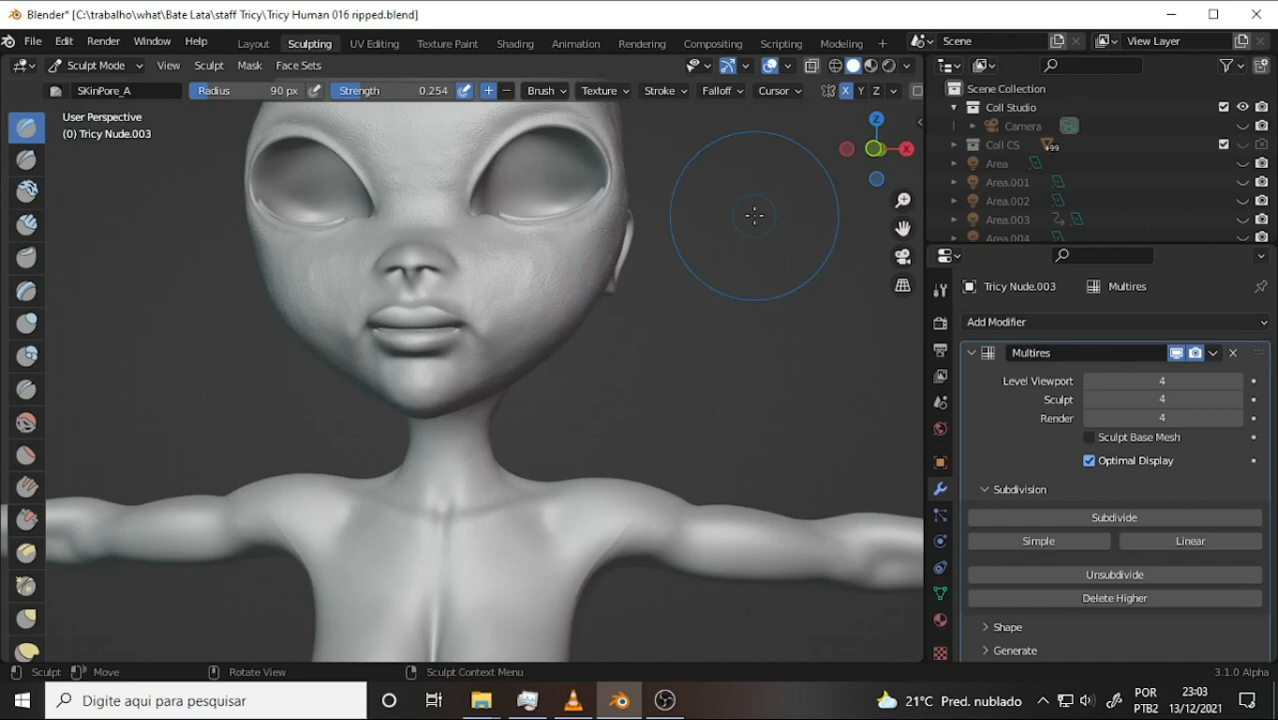 Blender* [C:\trabalho\what\Bate Lata\staff Tricy\Tricy Human 016 ripped.blend]
File Edit Render Window Help Layout Sculpting UV Editing Texture Paint Shading Animation Rendering Compositing Scripting Modeling + Scene View Layer
Sculpt Mode View Sculpt Mask Face Sets
SKinPore_A Radius 90 px Strength 0.254 + − Brush Texture Stroke Falloff Cursor X Y Z
User Perspective
(0) Tricy Nude.003
Z
X
Scene Collection
Coll Studio
Camera
Coll CS +99
Area
Area.001
Area.002
Area.003
Area.004
Tricy Nude.003 Multires
Add Modifier
Multires
Level Viewport 4
Sculpt 4
Render 4
Sculpt Base Mesh
Optimal Display
Subdivision
Subdivide
Simple Linear
Unsubdivide
Delete Higher
Shape
Generate
Sculpt Move Rotate View Sculpt Context Menu 3.1.0 Alpha
Digite aqui para pesquisar 21°C Pred. nublado POR PTB2 23:03 13/12/2021